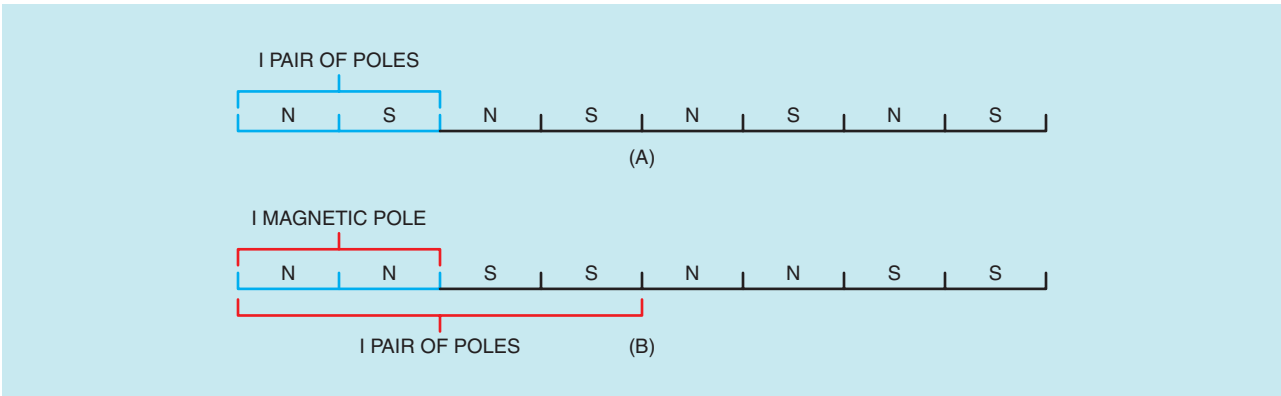 I PAIR OF POLES
N S N S N S N S
(A)
I MAGNETIC POLE
N N S S N N S S
I PAIR OF POLES (B)